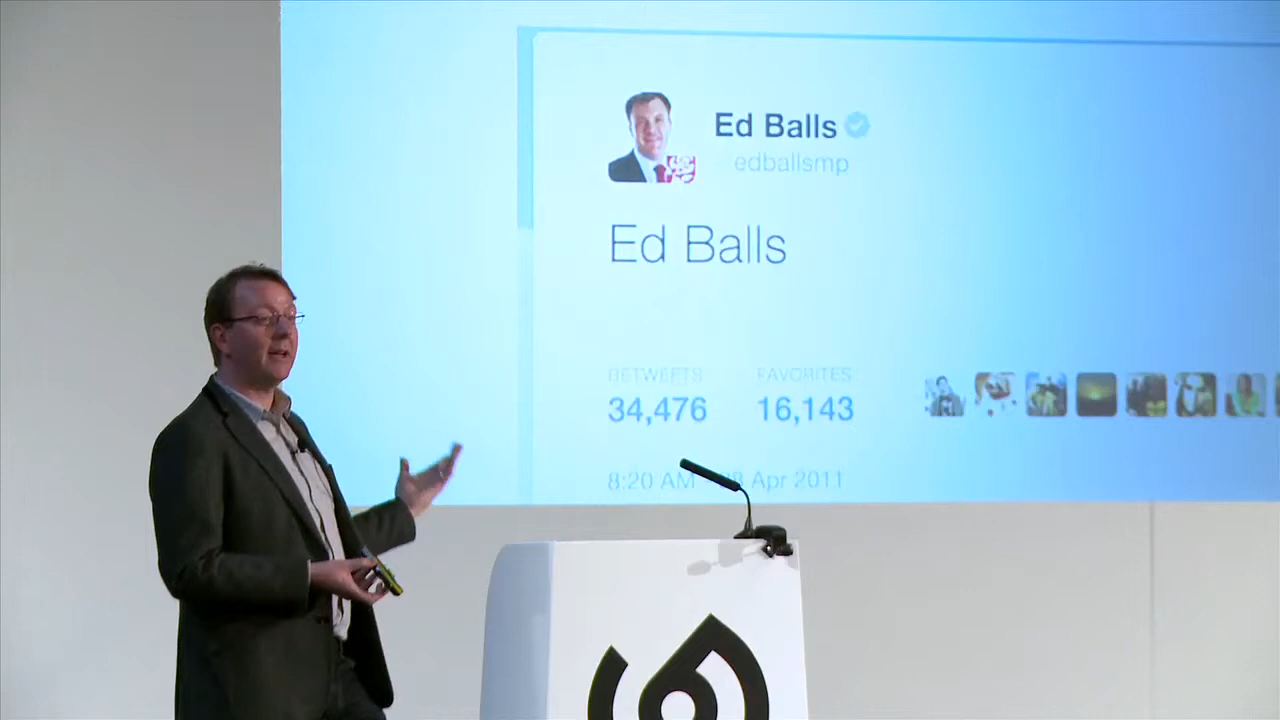 Ed Balls
edballsmp
Ed Balls
RETWEETS FAVORITES
34,476 16,143
8:20 AM Apr 2011